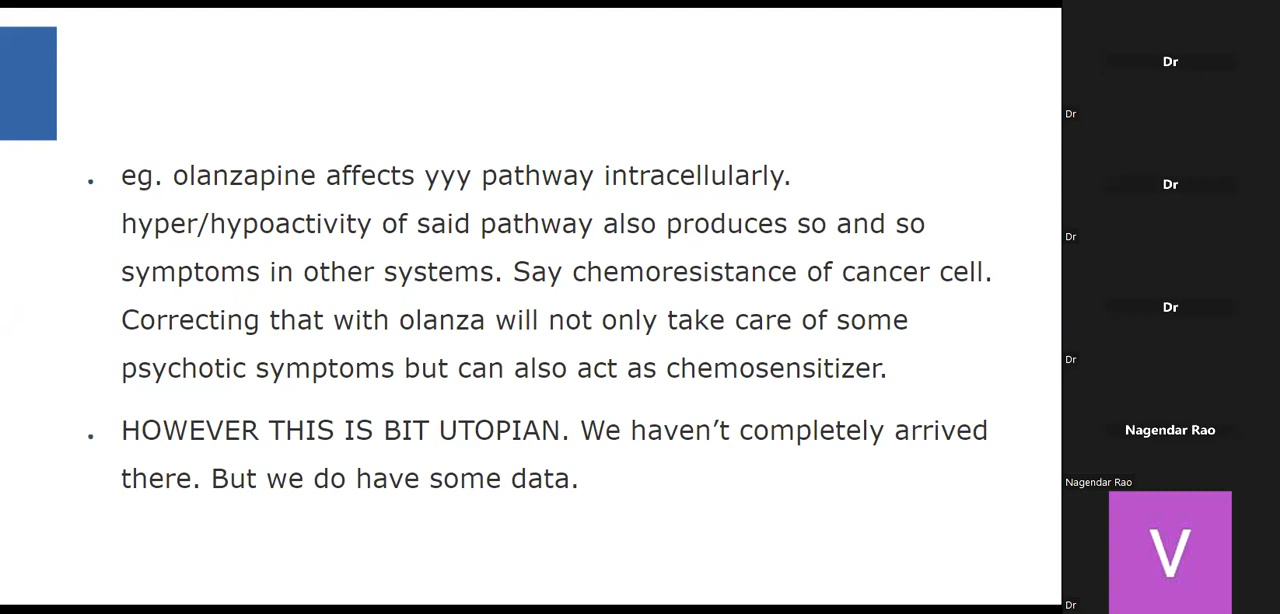 eg. olanzapine affects yyy pathway intracellularly.
hyper/hypoactivity of said pathway also produces so and so
symptoms in other systems. Say chemoresistance of cancer cell.
Correcting that with olanza will not only take care of some
psychotic symptoms but can also act as chemosensitizer.
HOWEVER THIS IS BIT UTOPIAN. We haven’t completely arrived
there. But we do have some data.
Dr
Dr
Dr
Dr
Dr
Dr
Nagendar Rao
Nagendar Rao
V
Dr